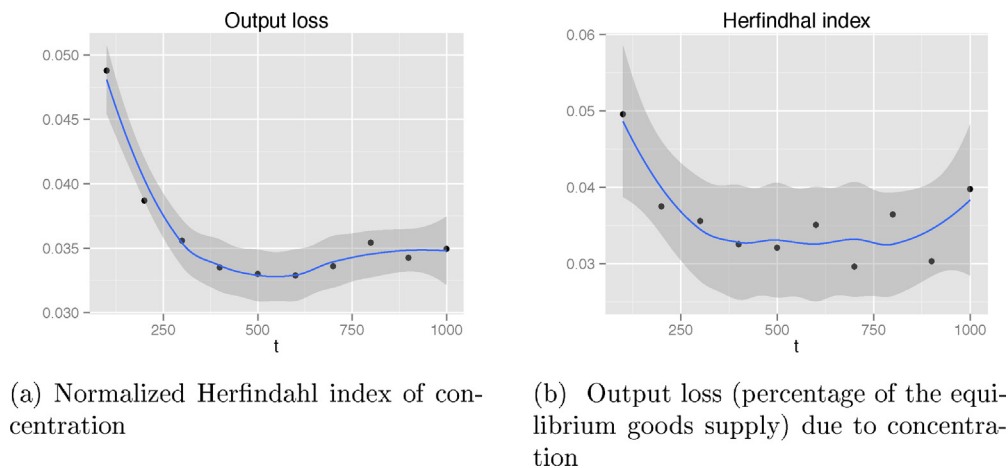 Output loss
0.050
0.045
0.040
0.035
0.030
250
500
750
1000
t
(a) Normalized Herfindahl index of con-
centration
Herfindhal index
0.06
0.05
0.04
0.03
250
500
750
1000
t
(b) Output loss (percentage of the equi-
librium goods supply) due to concentra-
tion